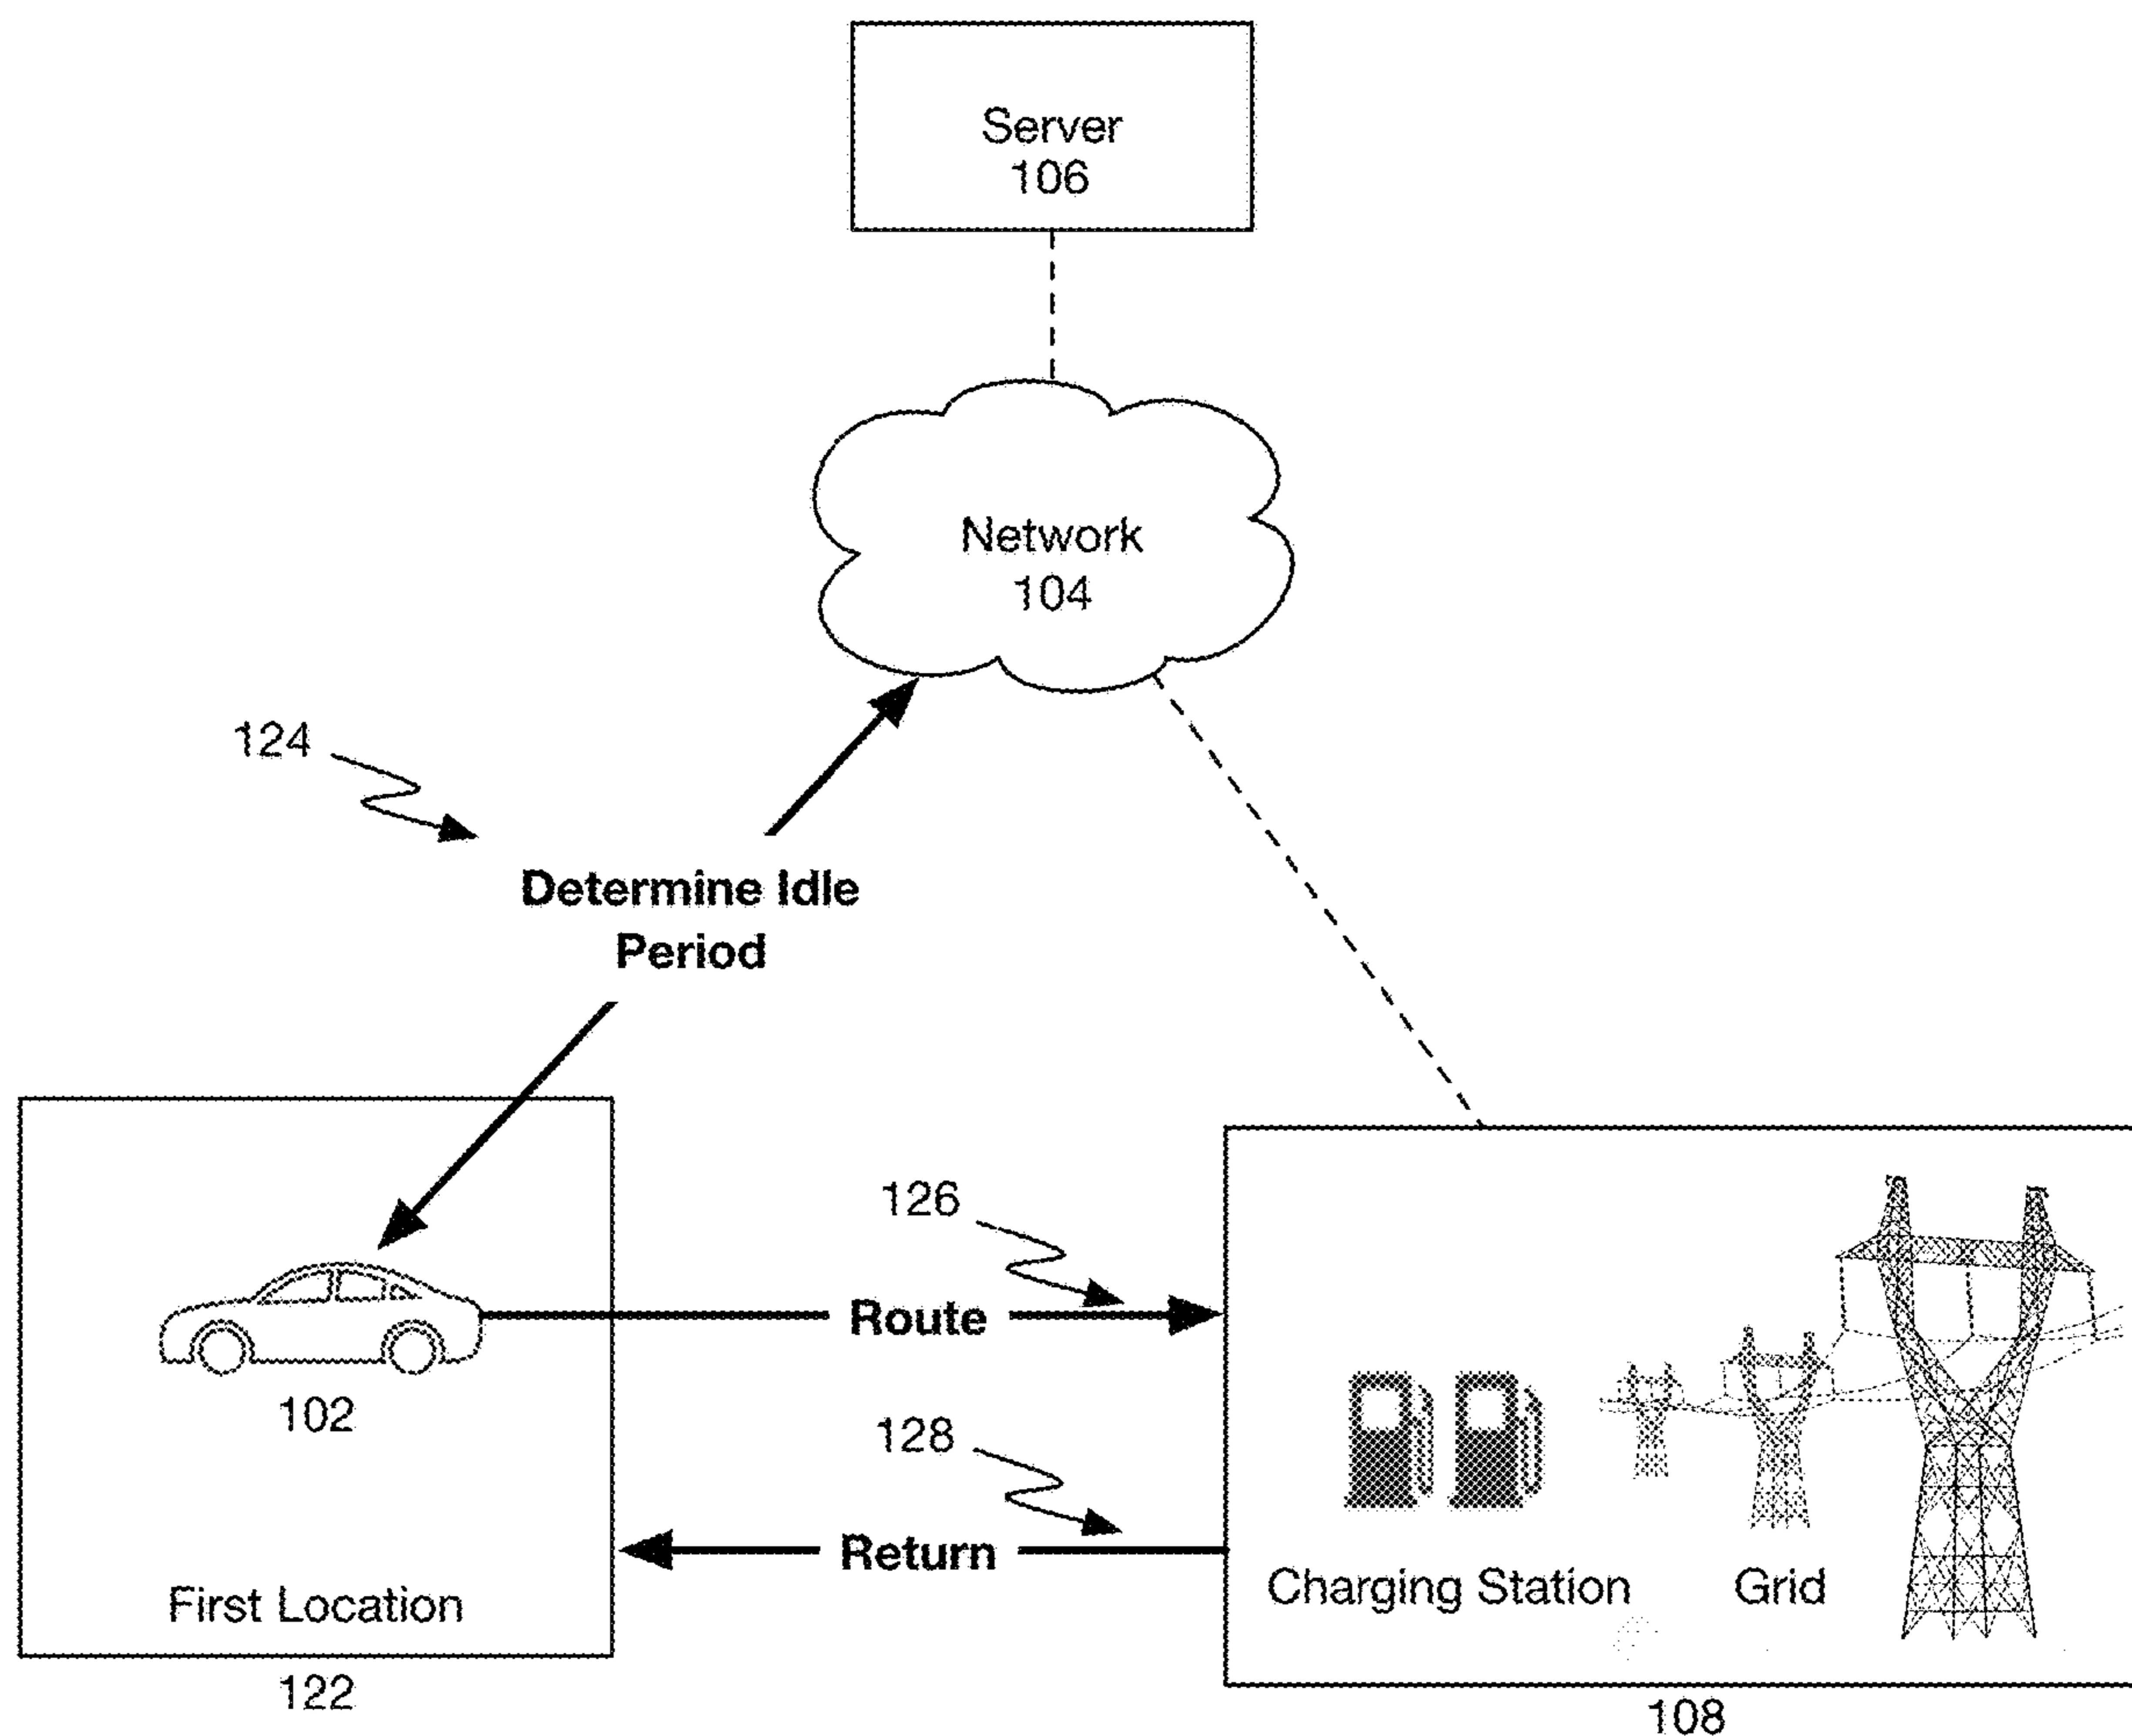 Server
106
Network
104
124
Determine Idle
Period
126
Route
102
128
Return
First Location
122
Charging Station
Grid
108